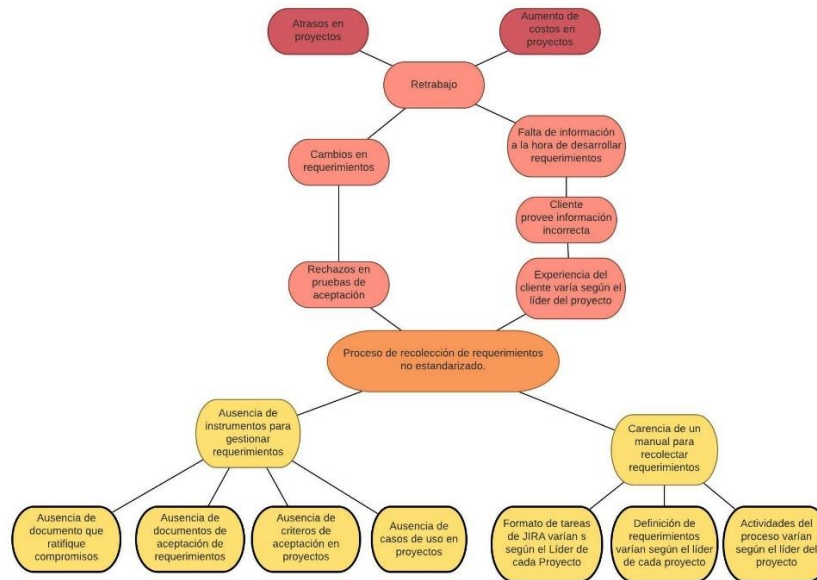 Atrasos en
proyectos
Aumento de
costos en
proyectos
Retrabajo
Cambios en
requerimientos
Falta de información
a la hora de desarrollar
requerimientos
Cliente
provee información
incorrecta
Rechazos en
pruebas de
aceptación
Experiencia del
cliente varía según el
líder del proyecto
Proceso de recolección de requerimientos
no estandarizado.
Ausencia de
instrumentos para
gestionar
requerimientos
Carencia de un
manual para
recolectar
requerimientos
Ausencia de
documento que
ratifique
compromisos
Ausencia de
documentos de
aceptación de
requerimientos
Ausencia de
criteros de
aceptación en
proyectos
Ausencia de
casos de uso en
proyectos
Formato de tareas
de JIRA varían s
según el Líder de
cada Proyecto
Definición de
requerimientos
varían según el líder
de cada proyecto
Actividades del
proceso varían
según el líder del
proyecto